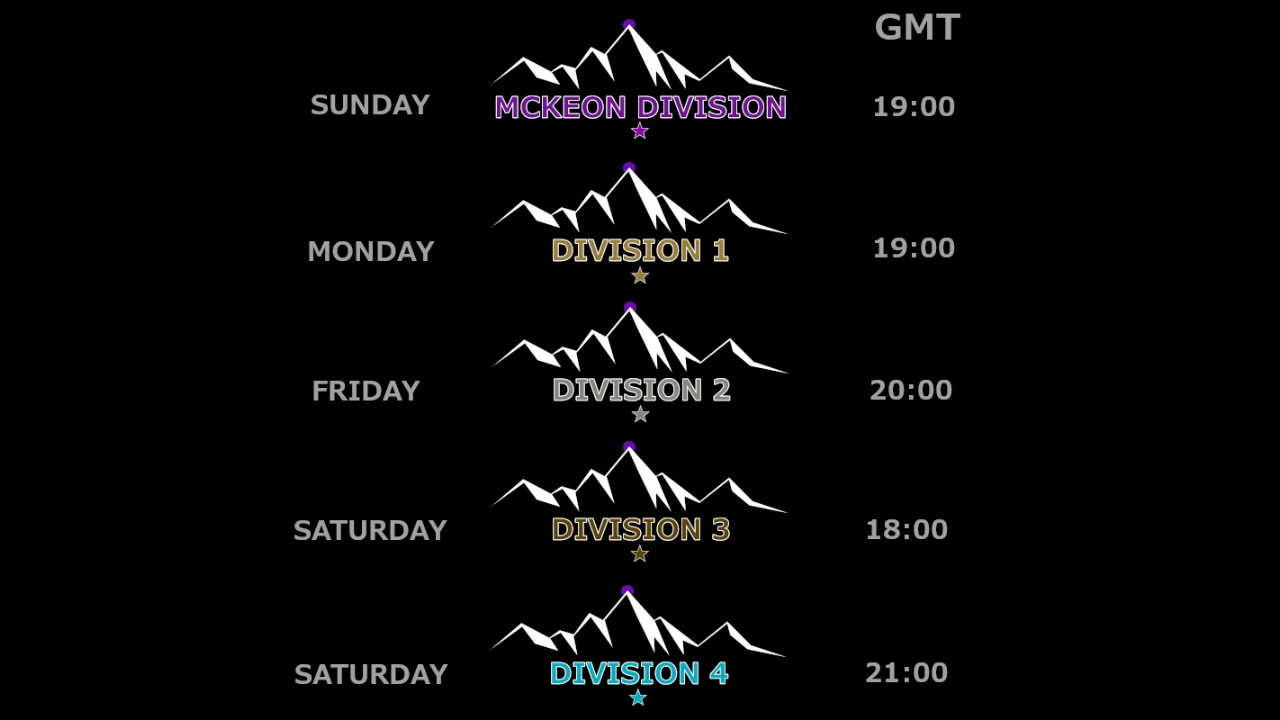 GMT
SUNDAY MCKEON DIVISION 19:00
MONDAY DIVISION 1 19:00
FRIDAY DIVISION 2 20:00
SATURDAY DIVISION 3 18:00
SATURDAY DIVISION 4 21:00